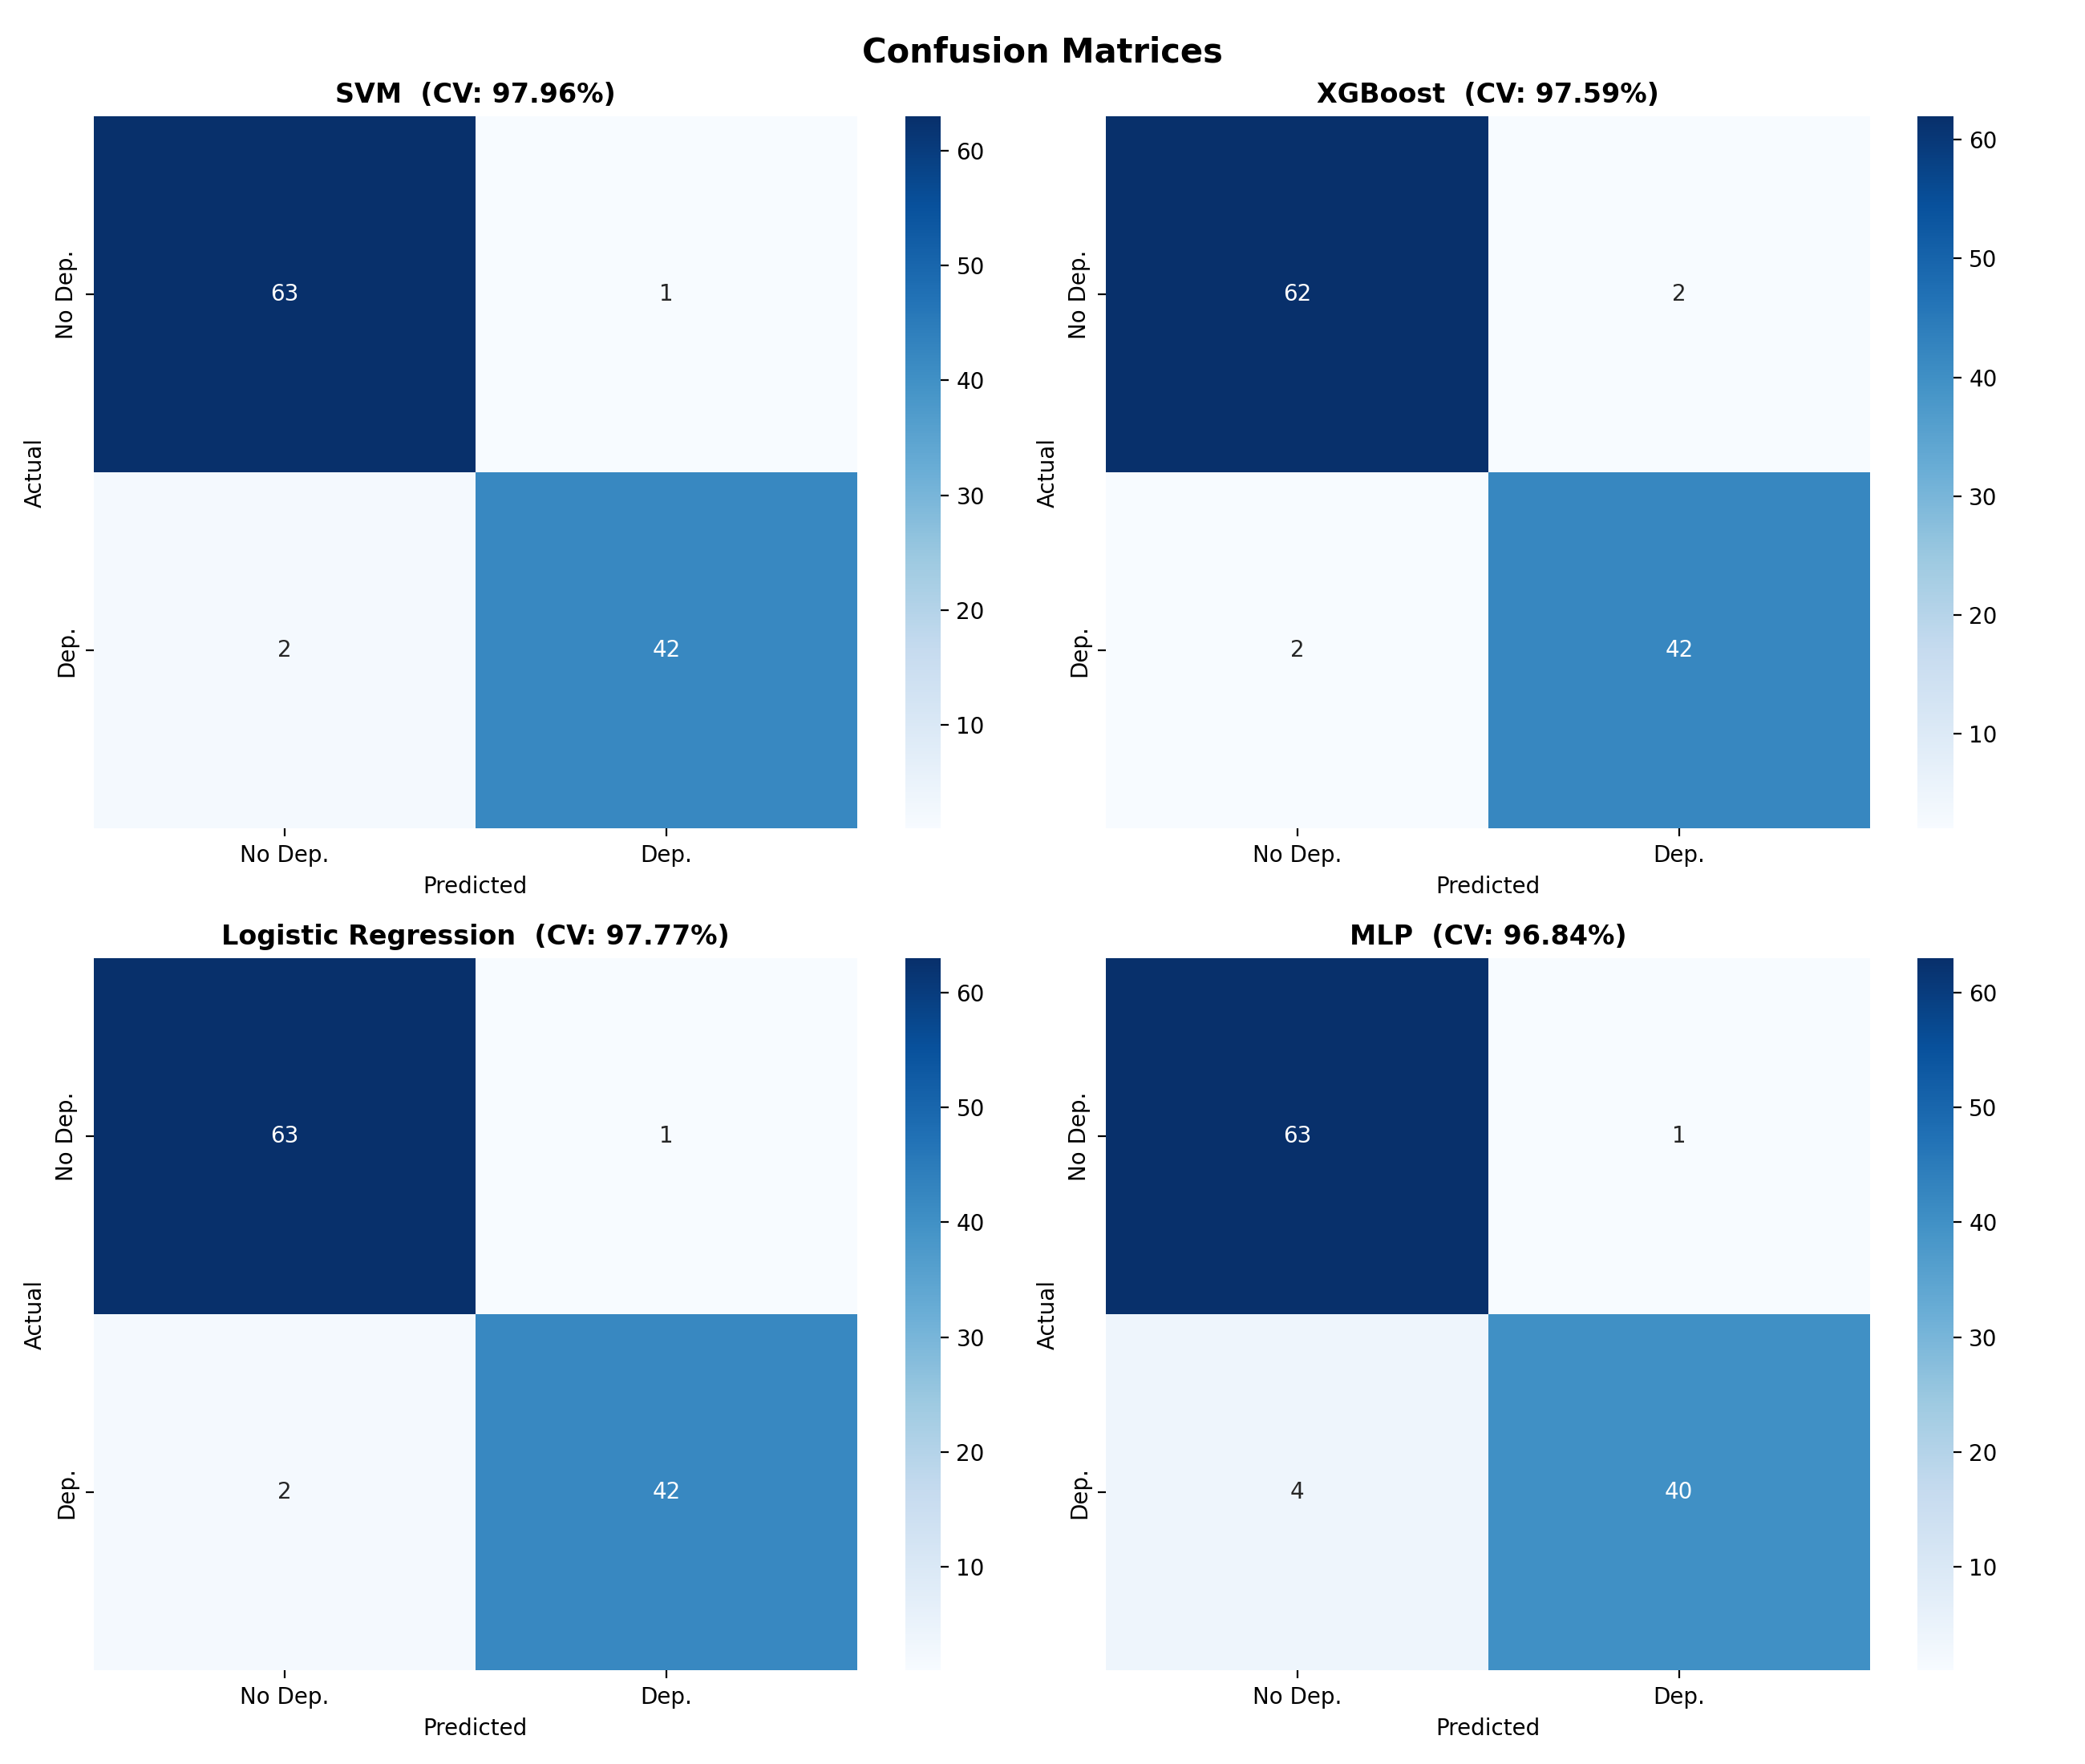 Confusion Matrices
SVM  (CV: 97.96%)
No Dep.
63
1
Actual
Dep.
2
42
No Dep.
Dep.
Predicted
60
50
40
30
20
10
XGBoost  (CV: 97.59%)
No Dep.
62
2
Actual
Dep.
2
42
No Dep.
Dep.
Predicted
60
50
40
30
20
10
Logistic Regression  (CV: 97.77%)
No Dep.
63
1
Actual
Dep.
2
42
No Dep.
Dep.
Predicted
60
50
40
30
20
10
MLP  (CV: 96.84%)
No Dep.
63
1
Actual
Dep.
4
40
No Dep.
Dep.
Predicted
60
50
40
30
20
10